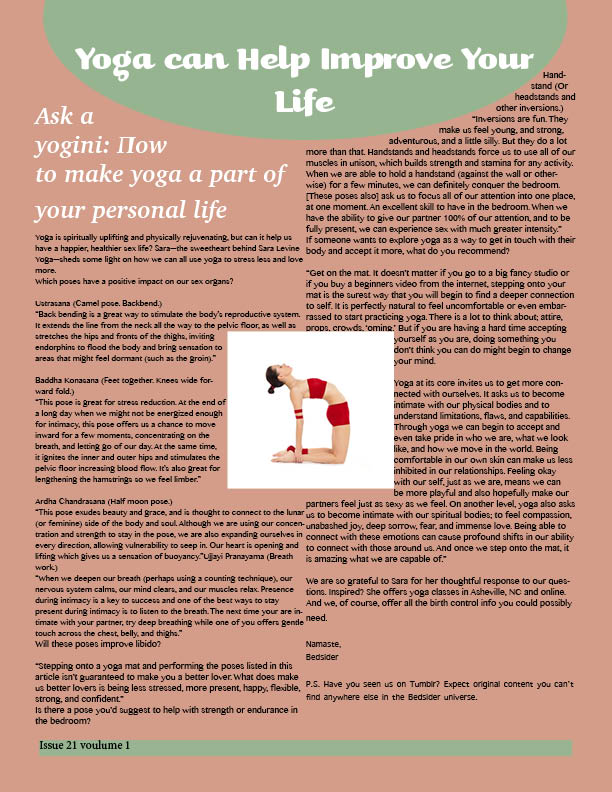 Yoga can Help Improve Your
Life
Ask a
yogini: How
to make yoga a part of
your personal life
Yoga is spiritually uplifting and physically rejuvenating, but can it help us
have a happier, healthier sex life? Sara—the sweetheart behind Sara Levine
Yoga—sheds some light on how we can all use yoga to stress less and love
more.
Which poses have a positive impact on our sex organs?
Ustrasana (Camel pose. Backbend.)
“Back bending is a great way to stimulate the body’s reproductive system.
It extends the line from the neck all the way to the pelvic floor, as well as
stretches the hips and fronts of the thighs, inviting
endorphins to flood the body and bring sensation to
areas that might feel dormant (such as the groin).”
Baddha Konasana (Feet together. Knees wide for-
ward fold.)
“This pose is great for stress reduction. At the end of
a long day when we might not be energized enough
for intimacy, this pose offers us a chance to move
inward for a few moments, concentrating on the
breath, and letting go of our day. At the same time,
it ignites the inner and outer hips and stimulates the
pelvic floor increasing blood flow. It’s also great for
lengthening the hamstrings so we feel limber.”
Ardha Chandrasana (Half moon pose.)
“This pose exudes beauty and grace, and is thought to connect to the lunar
(or feminine) side of the body and soul. Although we are using our concen-
tration and strength to stay in the pose, we are also expanding ourselves in
every direction, allowing vulnerability to seep in. Our heart is opening and
lifting which gives us a sensation of buoyancy.”Ujjayi Pranayama (Breath
work.)
“When we deepen our breath (perhaps using a counting technique), our
nervous system calms, our mind clears, and our muscles relax. Presence
during intimacy is a key to success and one of the best ways to stay
present during intimacy is to listen to the breath. The next time your are in-
timate with your partner, try deep breathing while one of you offers gentle
touch across the chest, belly, and thighs.”
Will these poses improve libido?
“Stepping onto a yoga mat and performing the poses listed in this
article isn’t guaranteed to make you a better lover. What does make
us better lovers is being less stressed, more present, happy, flexible,
strong, and confident.”
Is there a pose you’d suggest to help with strength or endurance in
the bedroom?
Hand-
stand (Or
headstands and
other inversions.)
“Inversions are fun. They
make us feel young, and strong,
adventurous, and a little silly. But they do a lot
more than that. Handstands and headstands force us to use all of our
muscles in unison, which builds strength and stamina for any activity.
When we are able to hold a handstand (against the wall or other-
wise) for a few minutes, we can definitely conquer the bedroom.
[These poses also] ask us to focus all of our attention into one place,
at one moment. An excellent skill to have in the bedroom. When we
have the ability to give our partner 100% of our attention, and to be
fully present, we can experience sex with much greater intensity.”
If someone wants to explore yoga as a way to get in touch with their
body and accept it more, what do you recommend?
“Get on the mat. It doesn’t matter if you go to a big fancy studio or
if you buy a beginners video from the internet, stepping onto your
mat is the surest way that you will begin to find a deeper connection
to self. It is perfectly natural to feel uncomfortable or even embar-
rassed to start practicing yoga. There is a lot to think about; attire,
props, crowds, ‘oming.’ But if you are having a hard time accepting
yourself as you are, doing something you
don’t think you can do might begin to change
your mind.
Yoga at its core invites us to get more con-
nected with ourselves. It asks us to become
intimate with our physical bodies and to
understand limitations, flaws, and capabilities.
Through yoga we can begin to accept and
even take pride in who we are, what we look
like, and how we move in the world. Being
comfortable in our own skin can make us less
inhibited in our relationships. Feeling okay
with our self, just as we are, means we can
be more playful and also hopefully make our
partners feel just as sexy as we feel. On another level, yoga also asks
us to become intimate with our spiritual bodies; to feel compassion,
unabashed joy, deep sorrow, fear, and immense love. Being able to
connect with these emotions can cause profound shifts in our ability
to connect with those around us. And once we step onto the mat, it
is amazing what we are capable of.”
We are so grateful to Sara for her thoughtful response to our ques-
tions. Inspired? She offers yoga classes in Asheville, NC and online.
And we, of course, offer all the birth control info you could possibly
need.
Namaste,
Bedsider
P.S. Have you seen us on Tumblr? Expect original content you can’t
find anywhere else in the Bedsider universe.
Issue 21 voulume 1